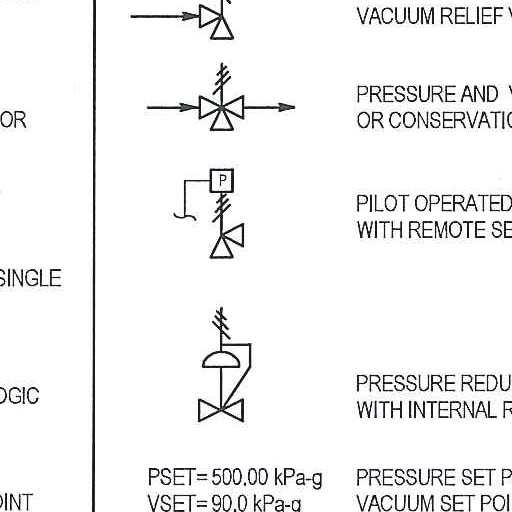 VACUUM RELIEF
PRESSURE AND
OR
OR CONSERVATIO
P
PILOT OPERATED
WITH REMOTE SE
SINGLE
PRESSURE REDU
OGIC
WITH INTERNAL R
PSET= 500,00 kPa-g PRESSURE SET P
OINT VSET= 90,0 kPa-g VACUUM SET POI